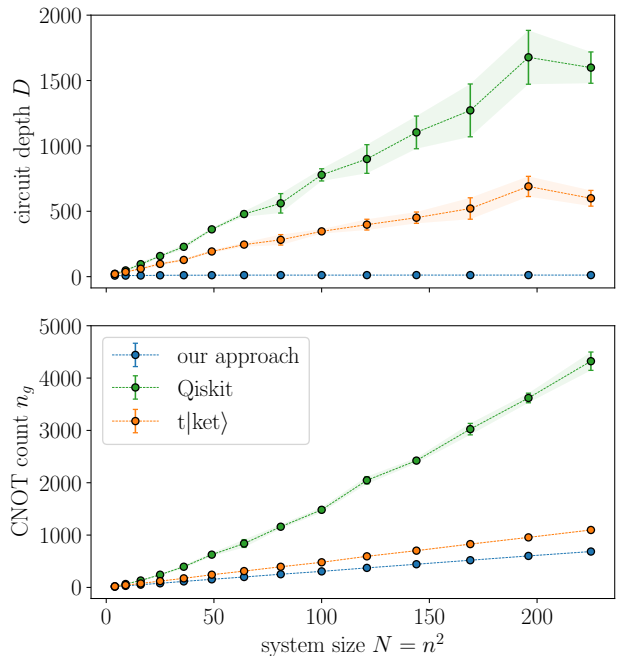 2000
1500
1000
500
0
circuit depth D
5000
4000
3000
2000
1000
0
CNOT count n_g
our approach
Qiskit
t|ket⟩
0 50 100 150 200
system size N = n²